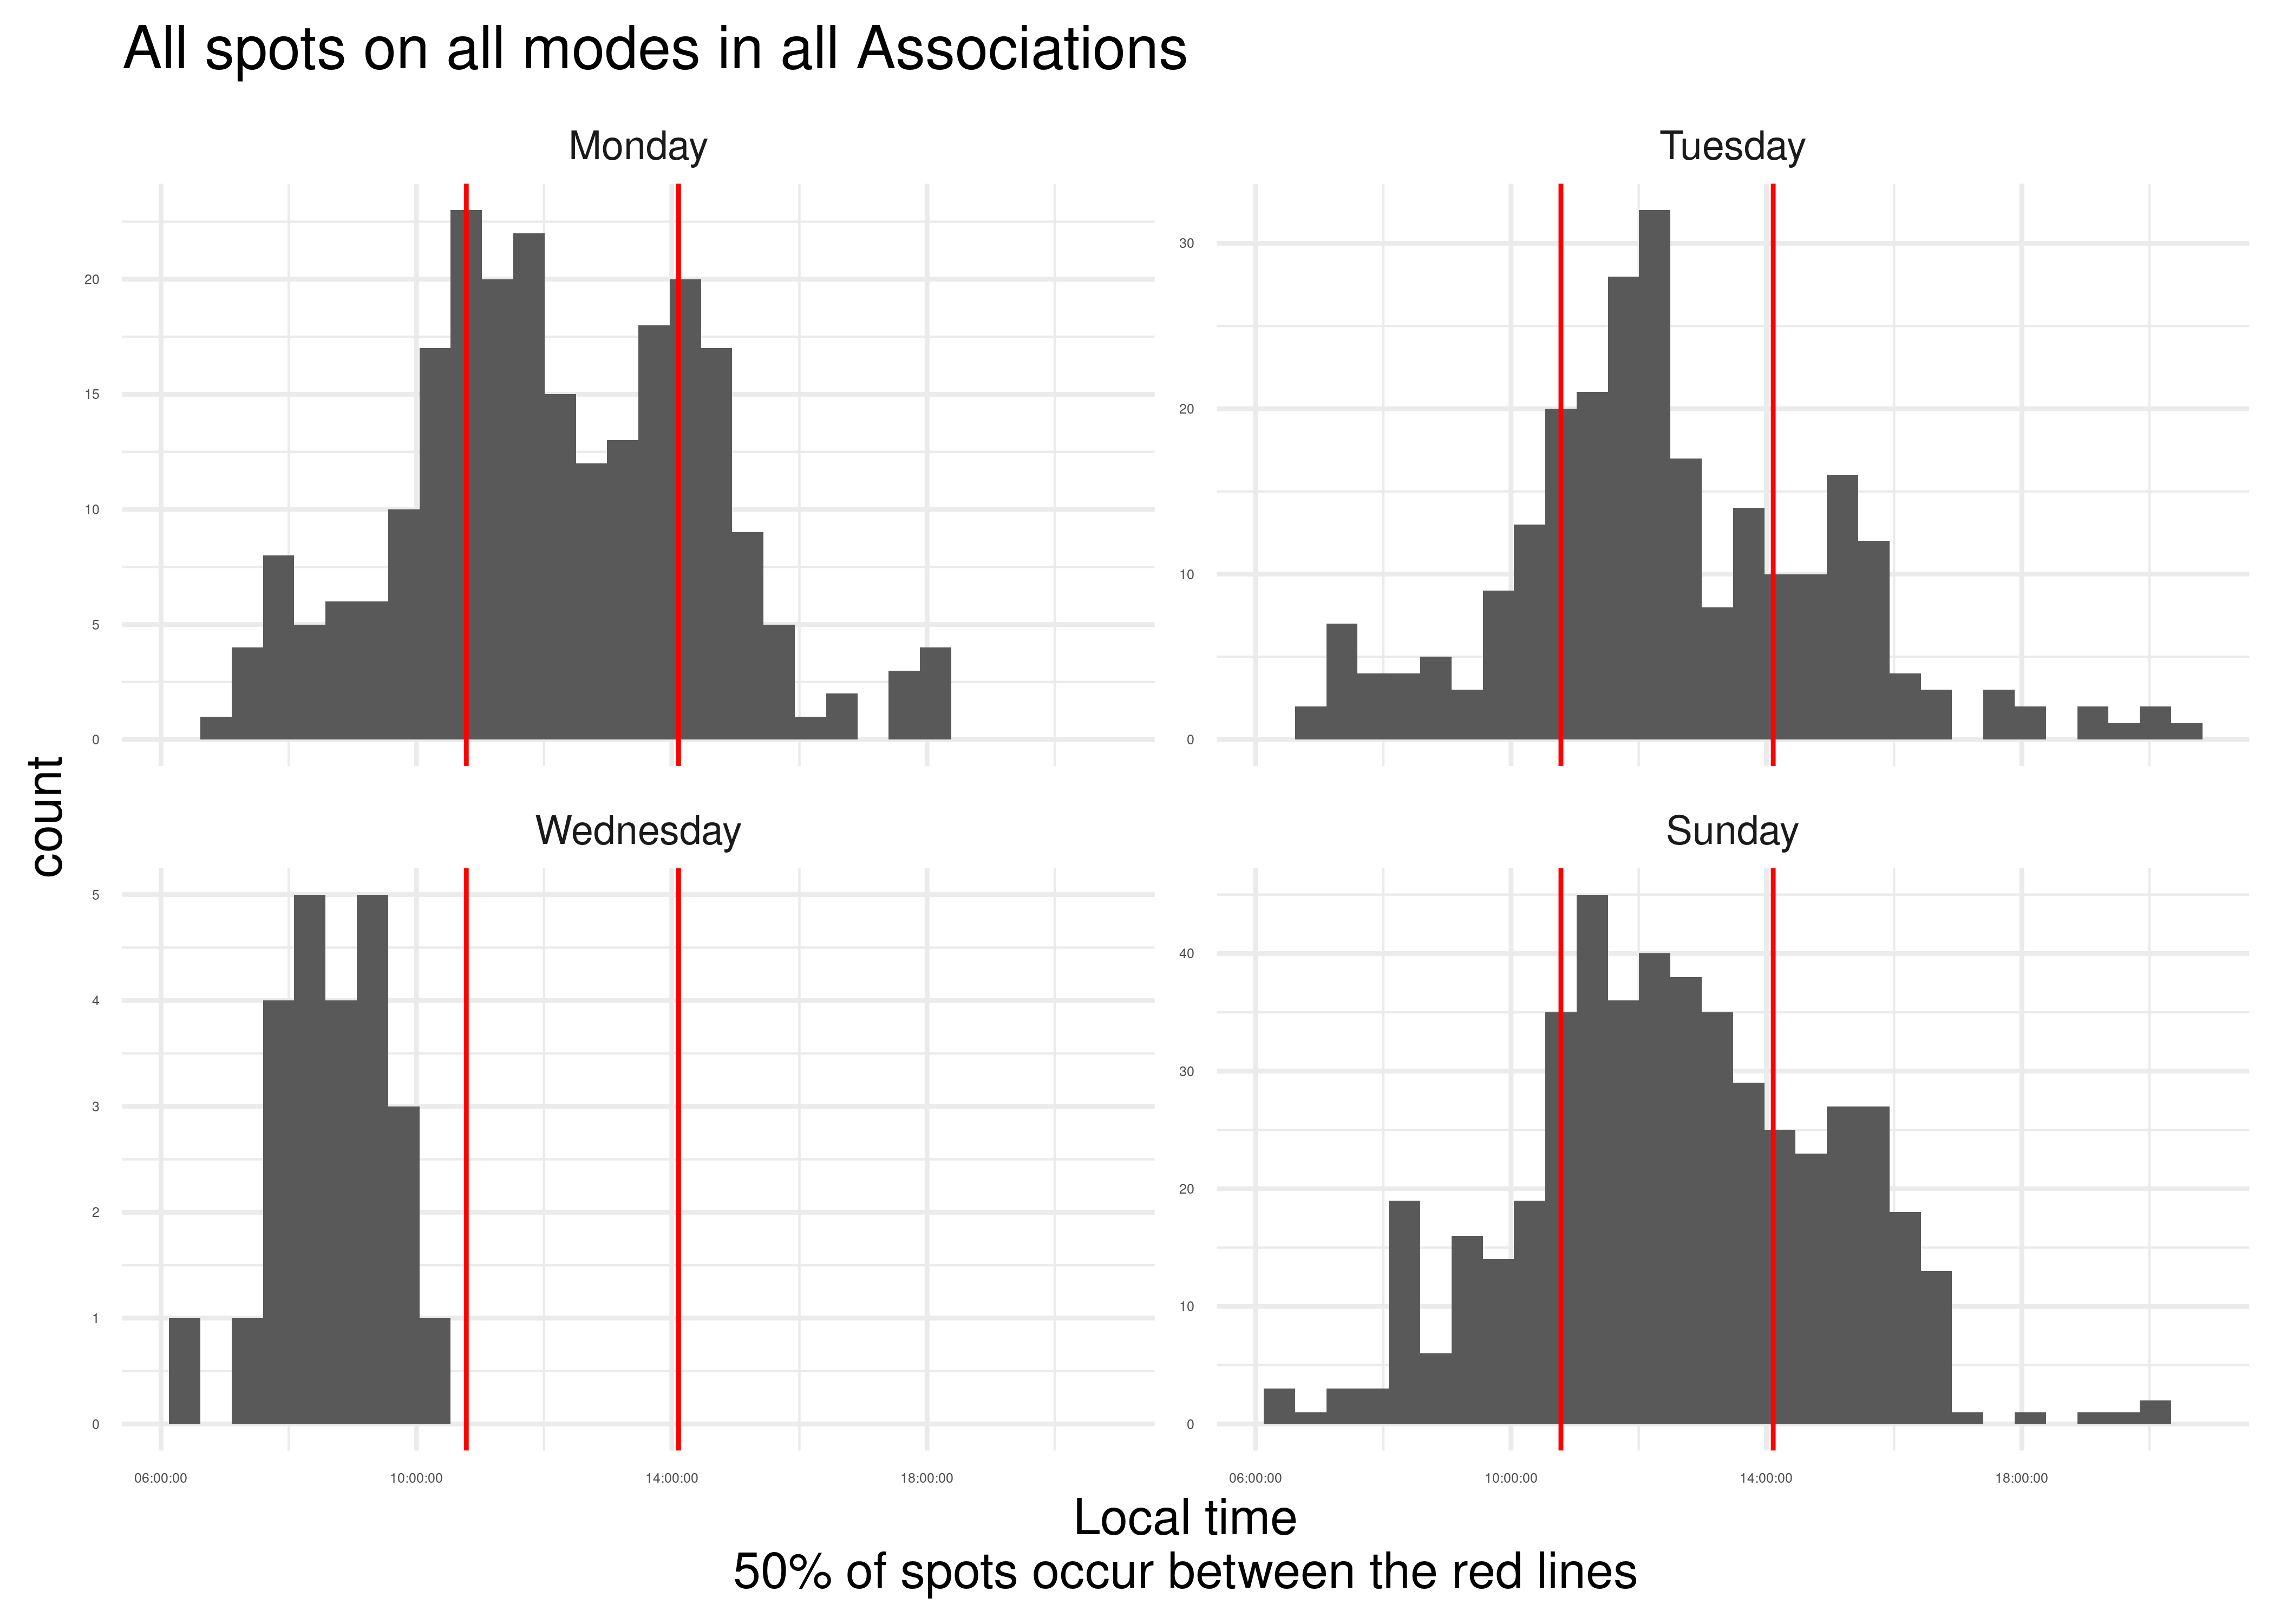 All spots on all modes in all Associations
Monday
Tuesday
20
15
10
5
0
30
20
10
0
count
Wednesday
Sunday
5
4
3
2
1
0
40
30
20
10
0
06:00:00 10:00:00 14:00:00 18:00:00
06:00:00 10:00:00 14:00:00 18:00:00
Local time
50% of spots occur between the red lines